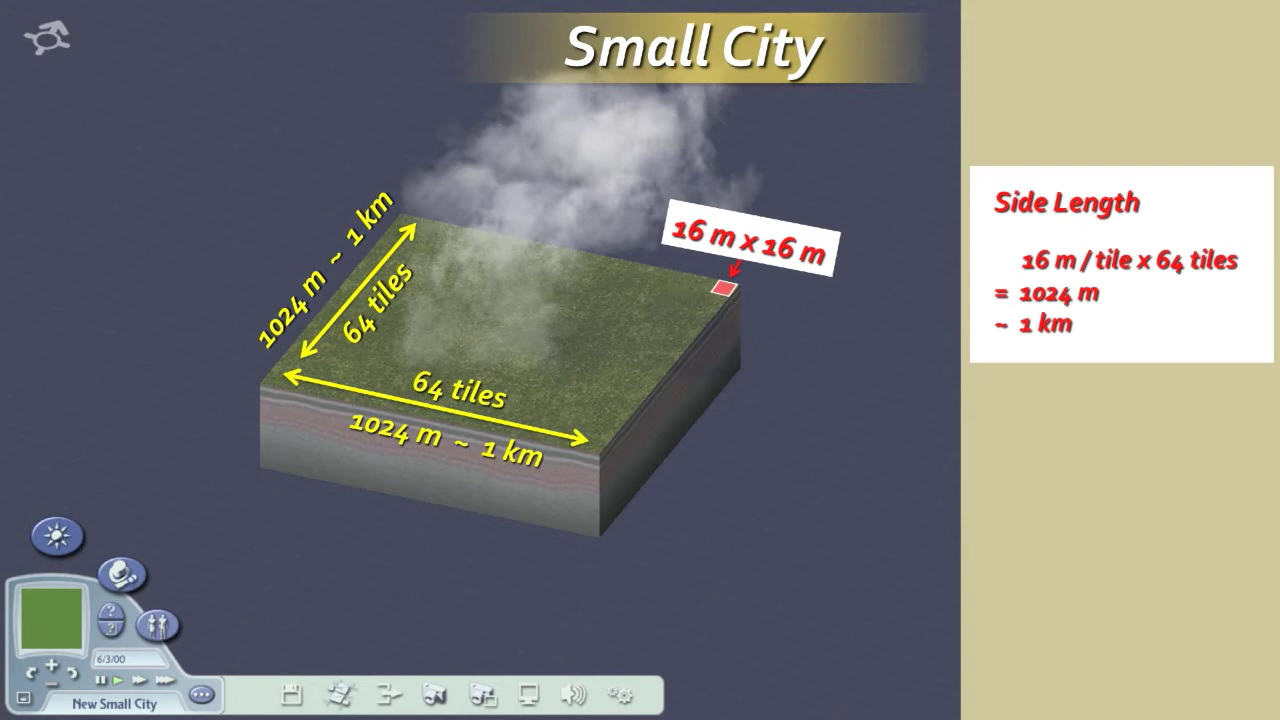 Small City
16 m x 16 m
1024 m ~ 1 km
64 tiles
64 tiles
1024 m ~ 1 km
Side Length
16 m / tile x 64 tiles
= 1024 m
~ 1 km
?
6/3/00
New Small City